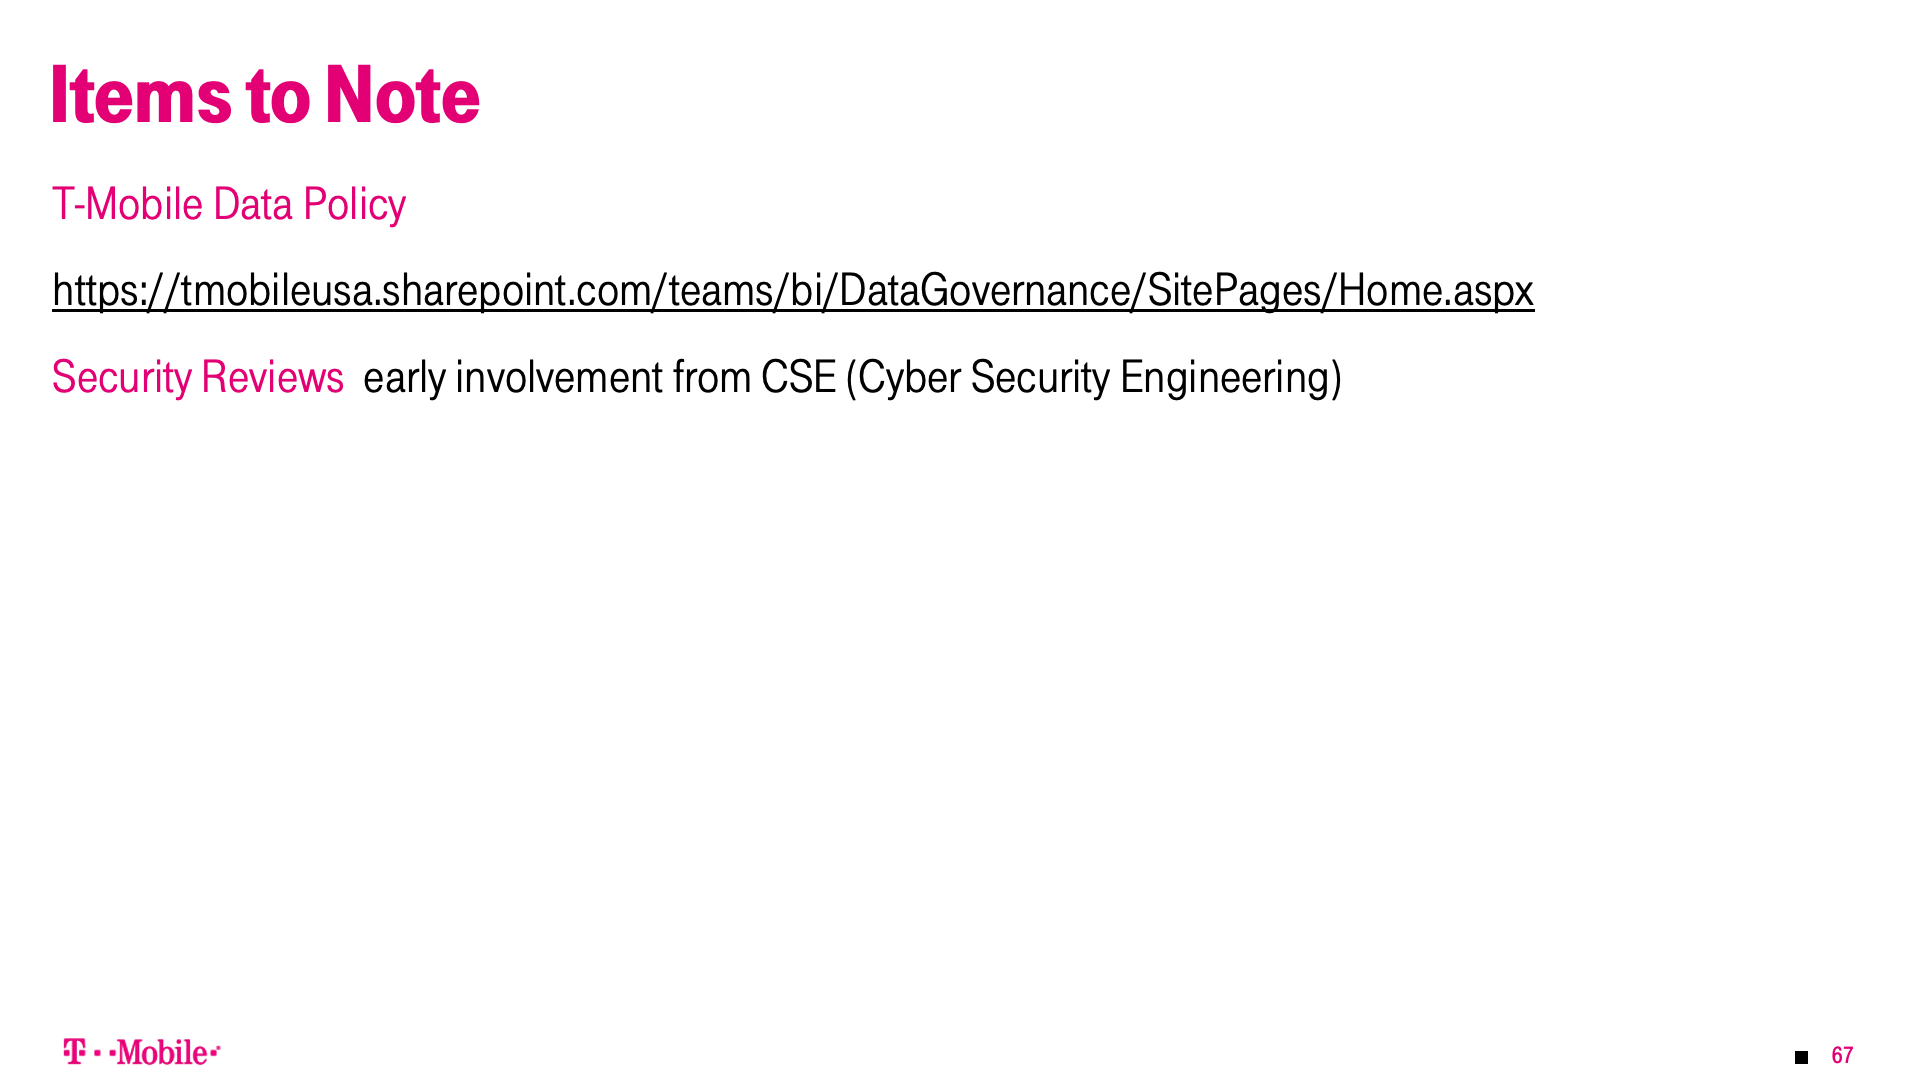 Items to Note
T-Mobile Data Policy
https://tmobileusa.sharepoint.com/teams/bi/DataGovernance/SitePages/Home.aspx
Security Reviews  early involvement from CSE (Cyber Security Engineering)
T · ·Mobile·
67